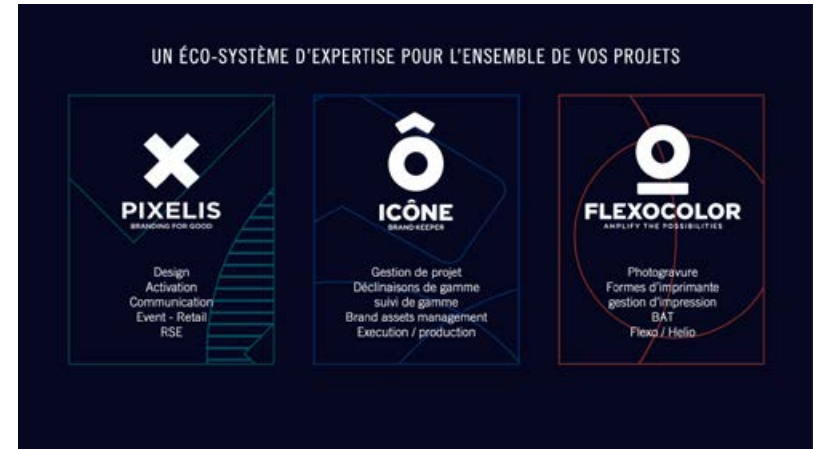 UN ÉCO-SYSTÈME D'EXPERTISE POUR L'ENSEMBLE DE VOS PROJETS
PIXELIS
BRANDING FOR GOOD
Design
Activation
Communication
Event - Retail
RSE
ICÔNE
BRAND KEEPER
Gestion de projet
Déclinaisons de gamme
suivi de gamme
Brand assets management
Execution / production
FLEXOCOLOR
AMPLIFY THE POSSIBILITIES
Photogravure
Formes d'imprimante
gestion d'impression
BAT
Flexo / Helio